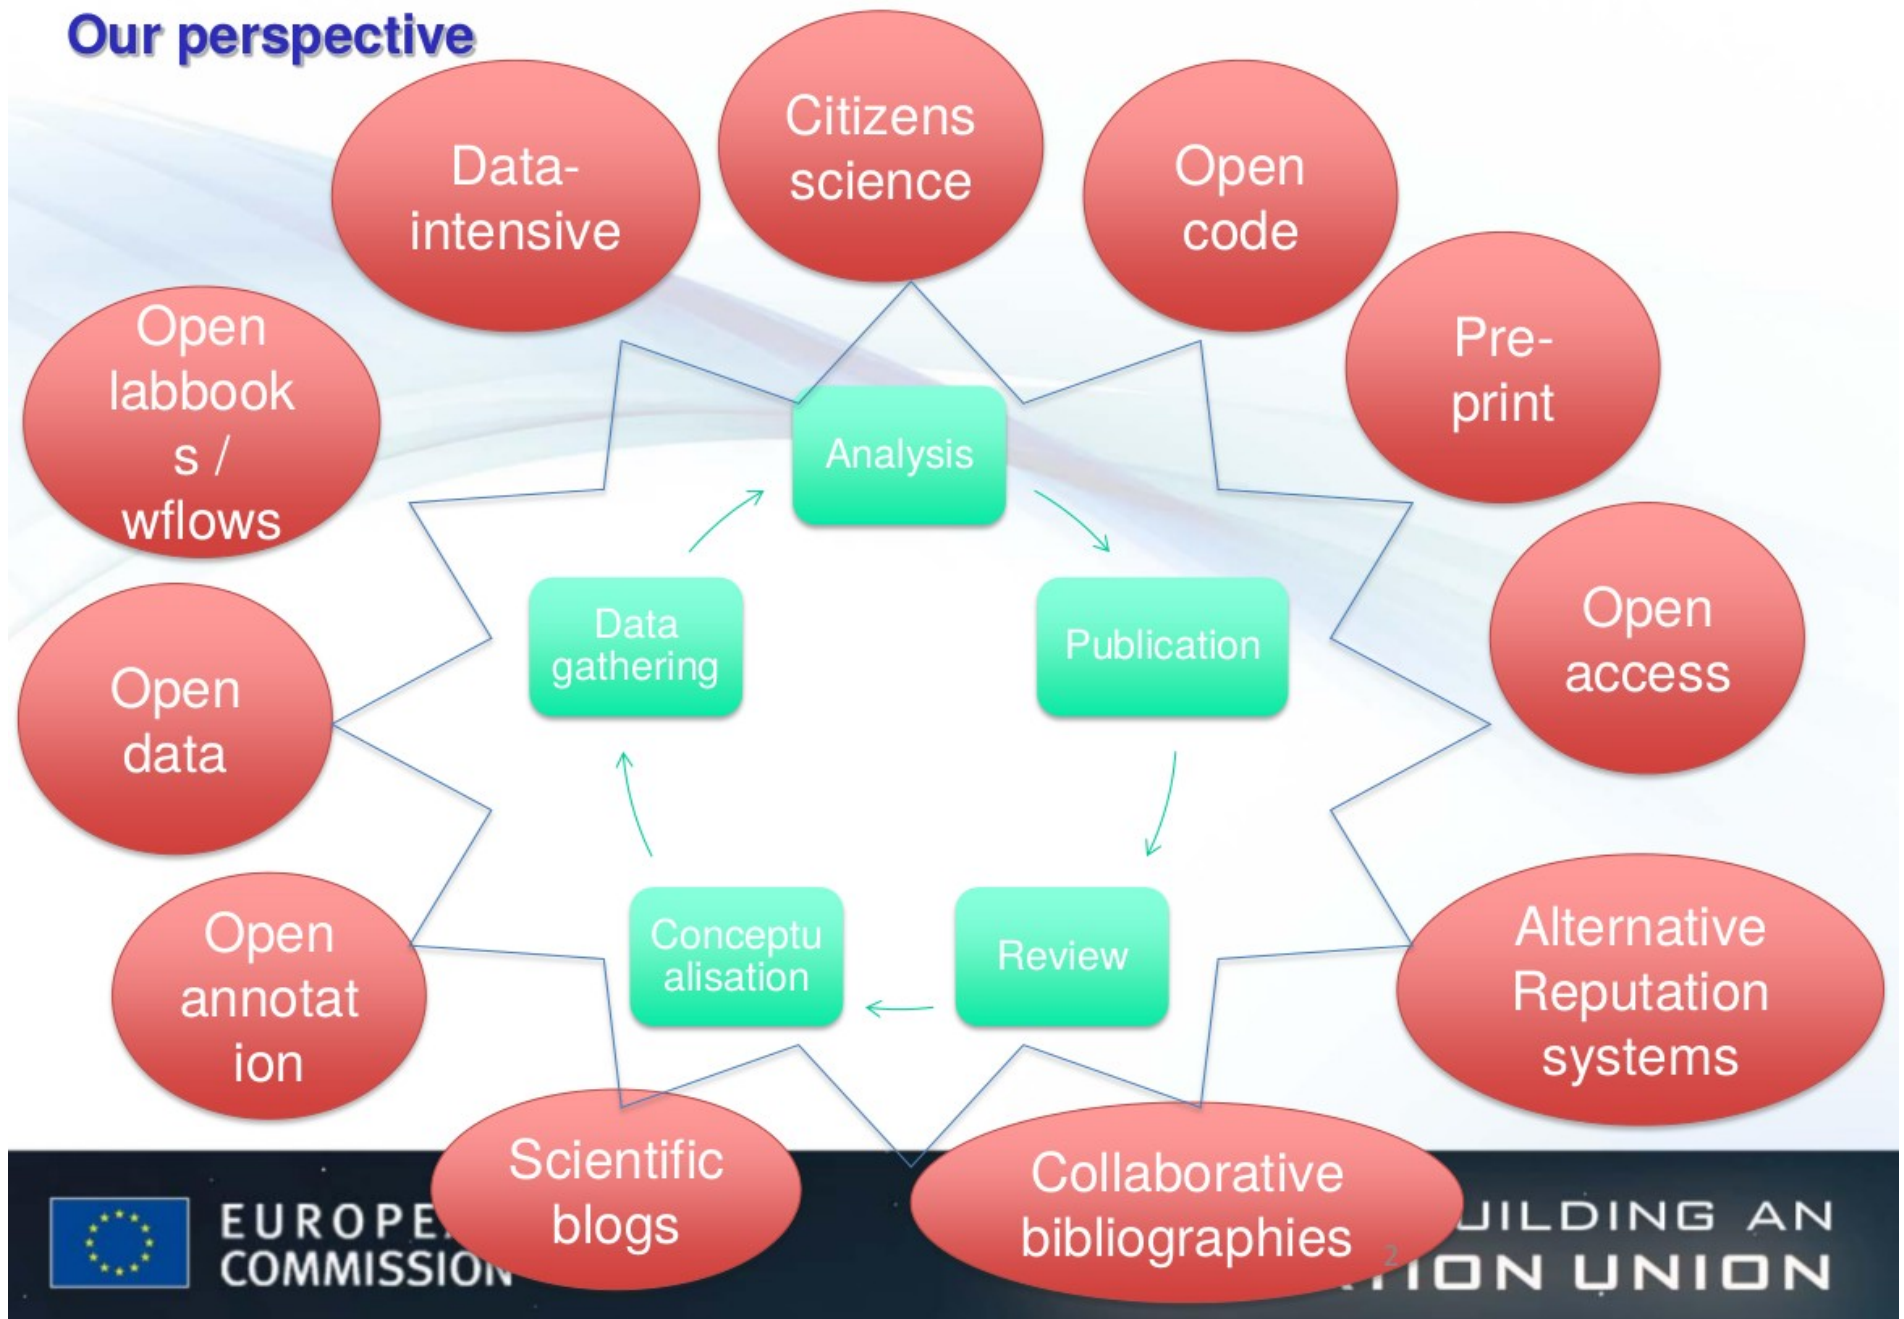 Our perspective
Citizens
science
Data-
intensive
Open
code
Open
labbook
s /
wflows
Pre-
print
Analysis
Data
gathering
Publication
Open
access
Open
data
Conceptu
alisation
Review
Open
annotat
ion
Alternative
Reputation
systems
Scientific
blogs
Collaborative
bibliographies
2
EUROPE
COMMISSION
UILDING AN
TION UNION